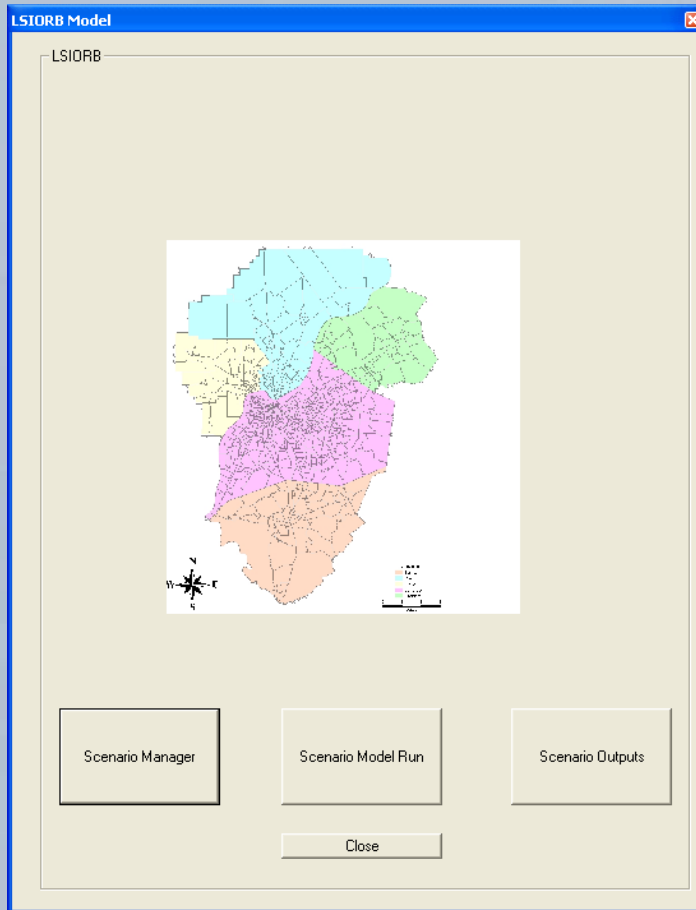 LSIORB Model
LSIORB
N
W E
S
Scenario Manager
Scenario Model Run
Scenario Outputs
Close